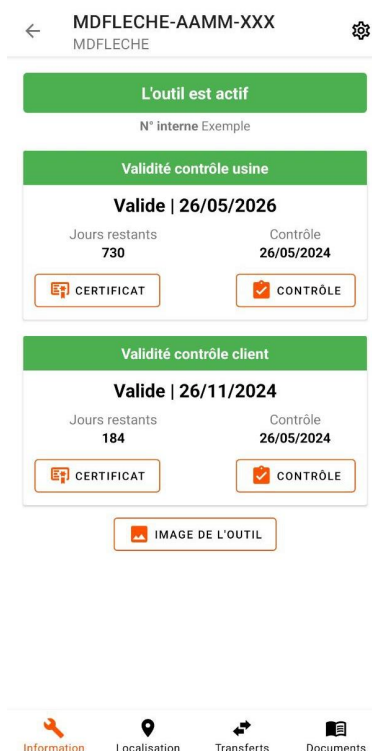 MDFLECHE-AAMM-XXX
MDFLECHE
L'outil est actif
N° interne Exemple
Validité contrôle usine
Valide | 26/05/2026
Jours restants Contrôle
730 26/05/2024
CERTIFICAT CONTRÔLE
Validité contrôle client
Valide | 26/11/2024
Jours restants Contrôle
184 26/05/2024
CERTIFICAT CONTRÔLE
IMAGE DE L'OUTIL
Information Localisation Transferts Documents